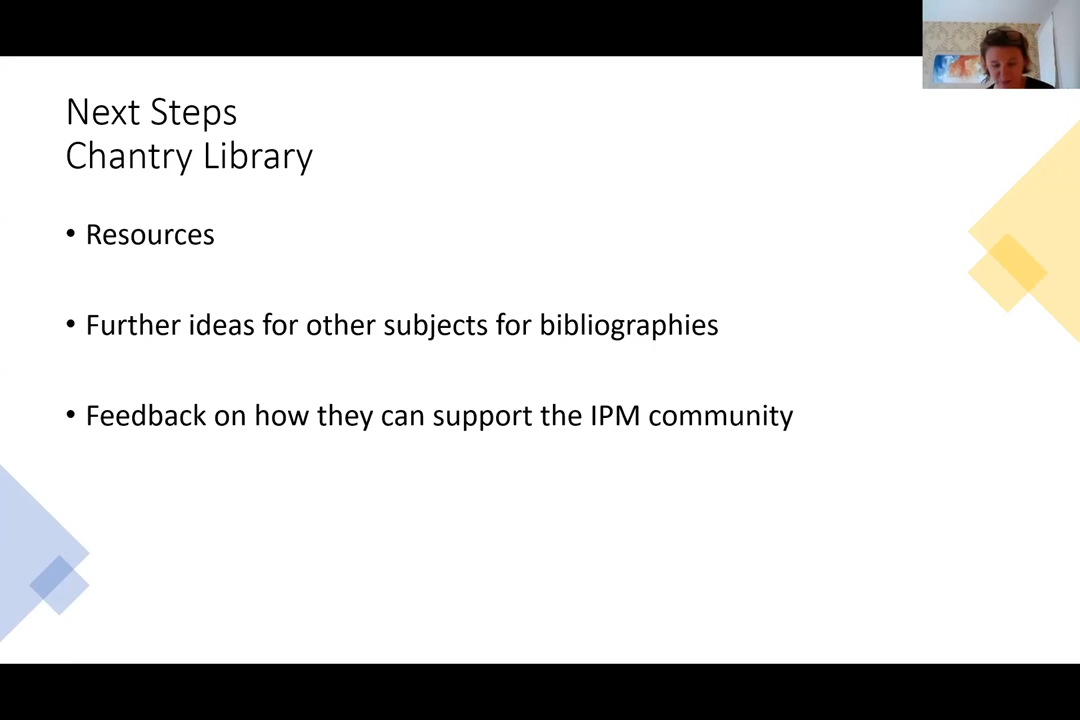 Next Steps
Chantry Library
• Resources
• Further ideas for other subjects for bibliographies
• Feedback on how they can support the IPM community